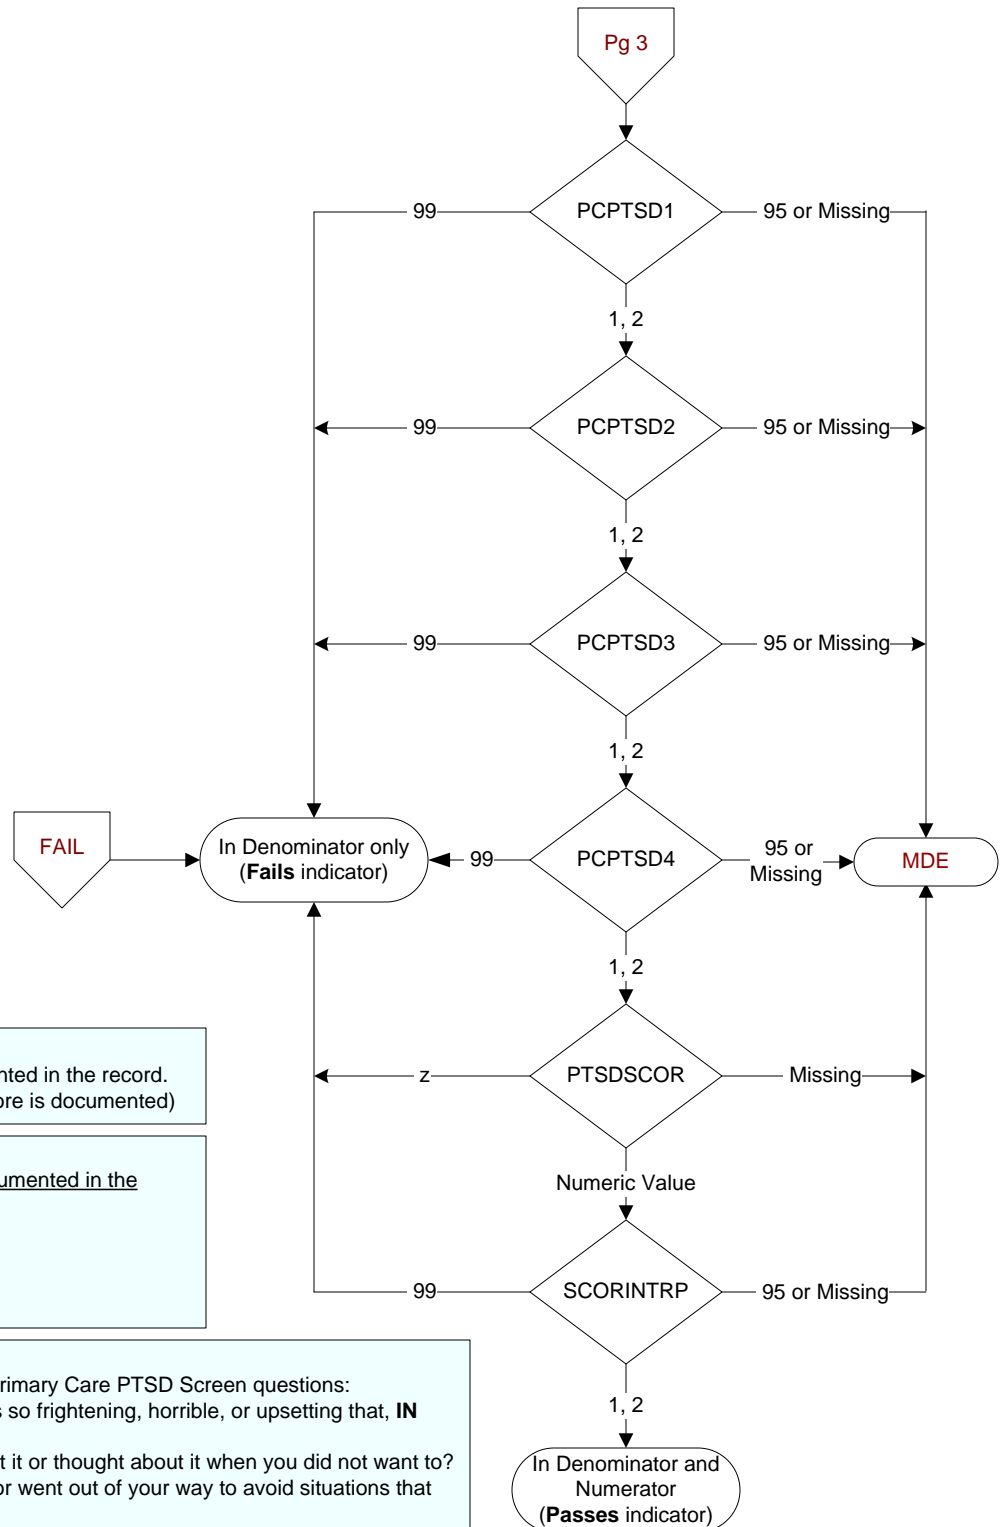 Pg 3
PCPTSD1
99
95 or Missing
1, 2
PCPTSD2
99
95 or Missing
1, 2
PCPTSD3
99
95 or Missing
1, 2
FAIL
In Denominator only
(Fails indicator)
99
PCPTSD4
95 or
Missing
MDE
1, 2
z
PTSDSCOR
Missing
Numeric Value
99
SCORINTRP
95 or Missing
1, 2
In Denominator and
Numerator
(Passes indicator)
nted in the record.
ore is documented)
umented in the
rimary Care PTSD Screen questions:
s so frightening, horrible, or upsetting that, IN
t it or thought about it when you did not want to?
or went out of your way to avoid situations that